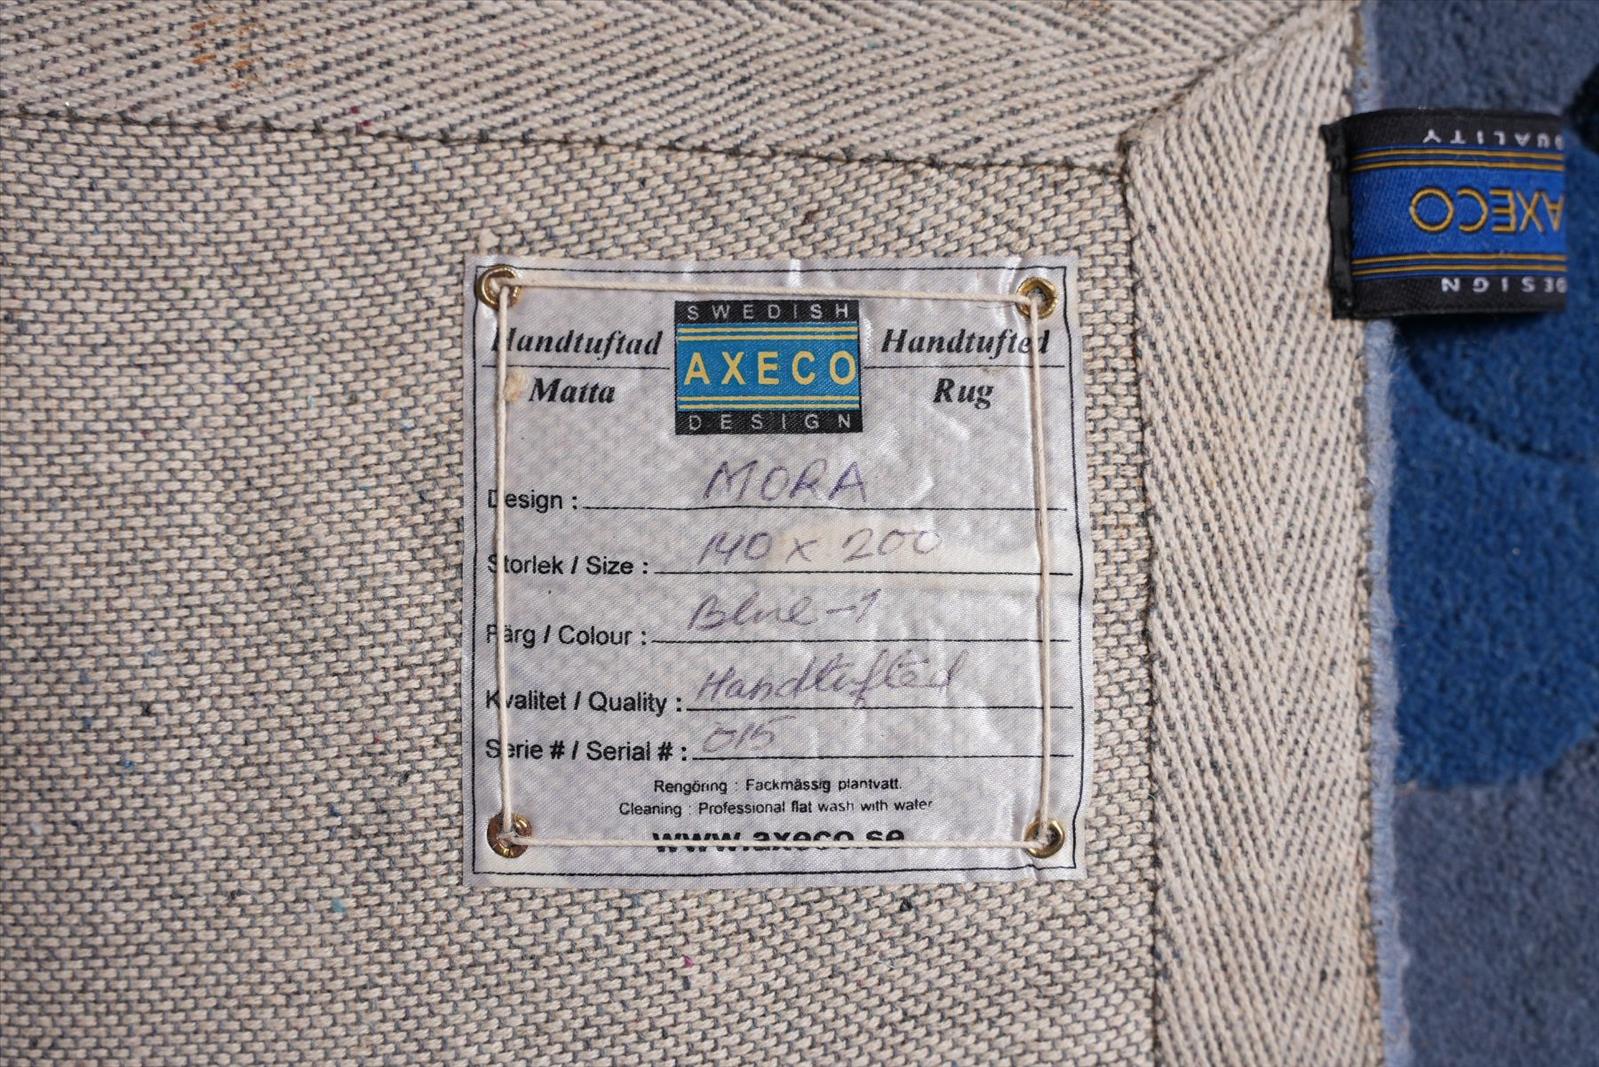 SWEDISH
Handtuftad AXECO Handtufted
Matta Rug
DESIGN
Design : MORA
Storlek / Size : 140 x 200
Färg / Colour : Blue-1
Kvalitet / Quality : Handtufted
Serie # / Serial # : 015
Rengöring : Fackmässig plantvatt.
Cleaning : Professional flat wash with water
www.axeco.se
DESIGN
AXECO
QUALITY